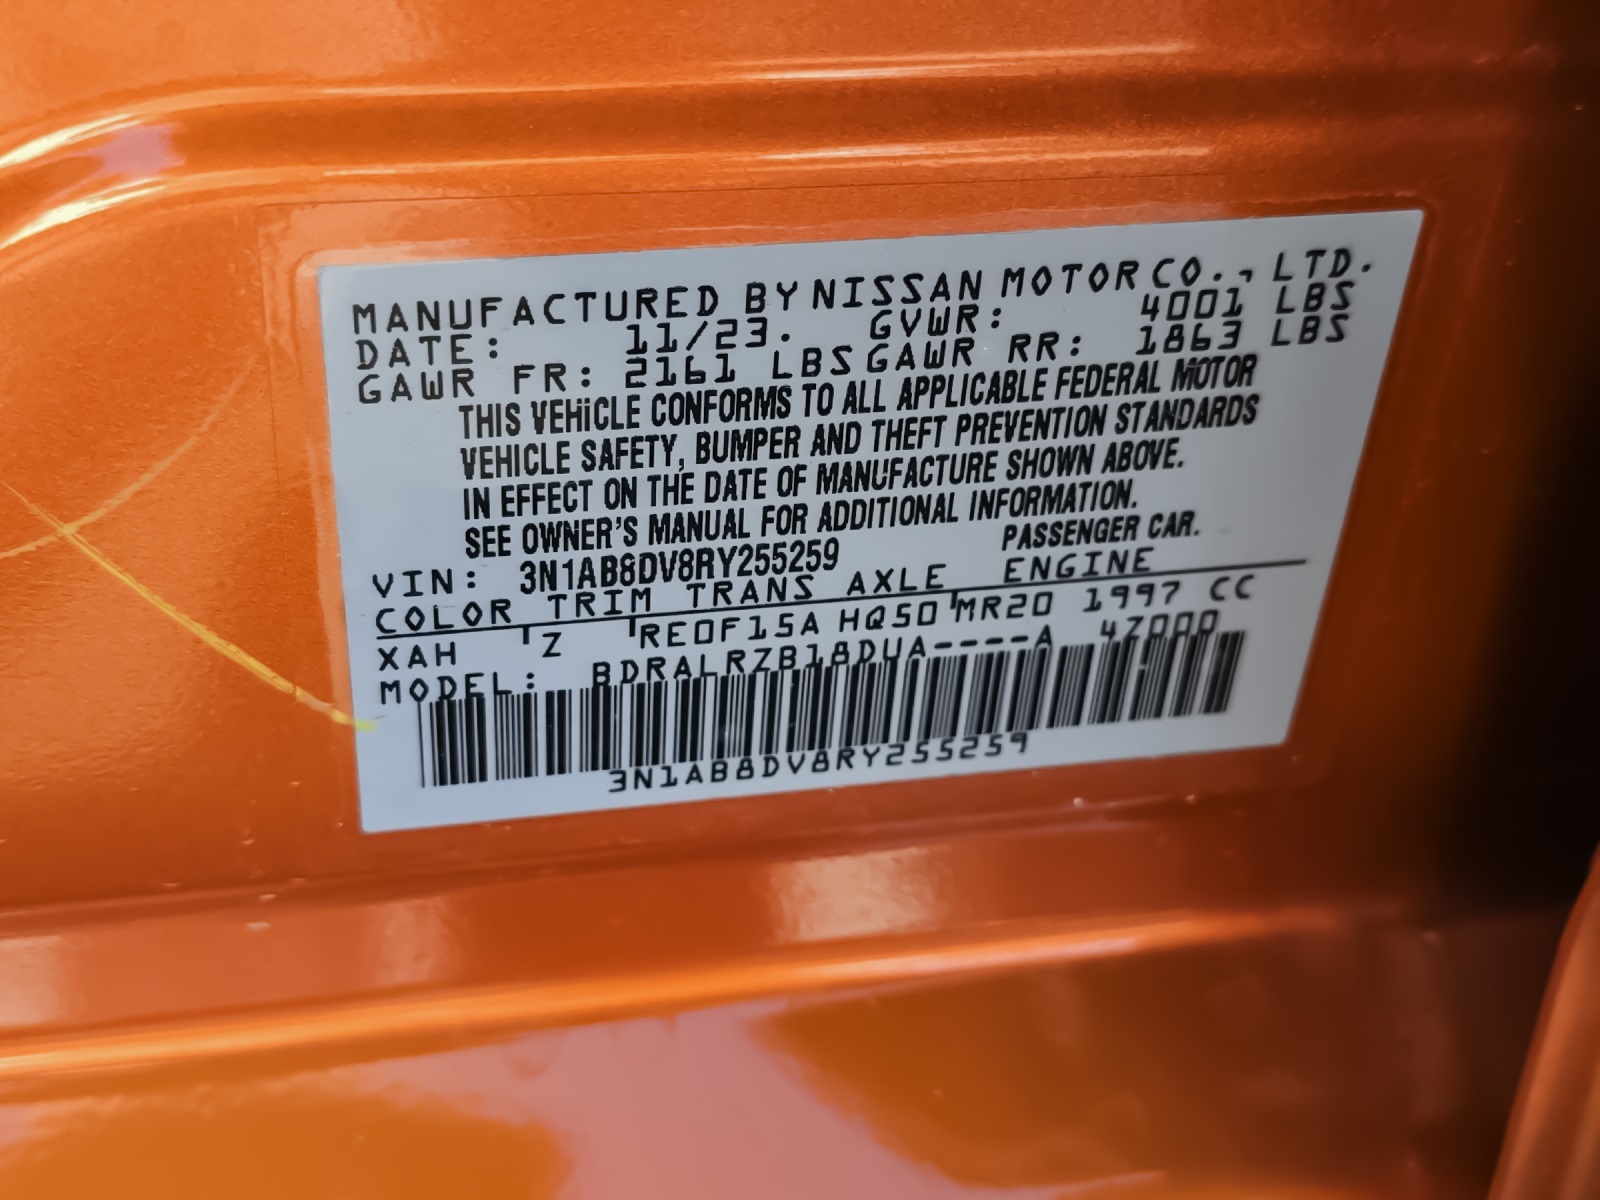 MANUFACTURED BY NISSAN MOTOR CO., LTD.
DATE: 11/23. GVWR: 4001 LBS
GAWR FR: 2161 LBS GAWR RR: 1863 LBS
THIS VEHiCLE CONFORMS TO ALL APPLICABLE FEDERAL MOTOR
VEHICLE SAFETY, BUMPER AND THEFT PREVENTION STANDARDS
IN EFFECT ON THE DATE OF MANUFACTURE SHOWN ABOVE.
SEE OWNER'S MANUAL FOR ADDITIONAL INFORMATION.
VIN: 3N1AB8DV8RY255259 PASSENGER CAR.
COLOR TRIM TRANS AXLE ENGINE
XAH Z RE0F15A HQ50 MR20 1997 CC
MODEL: BDRALRZB18DUA----A 47000
3N1AB8DV8RY255259